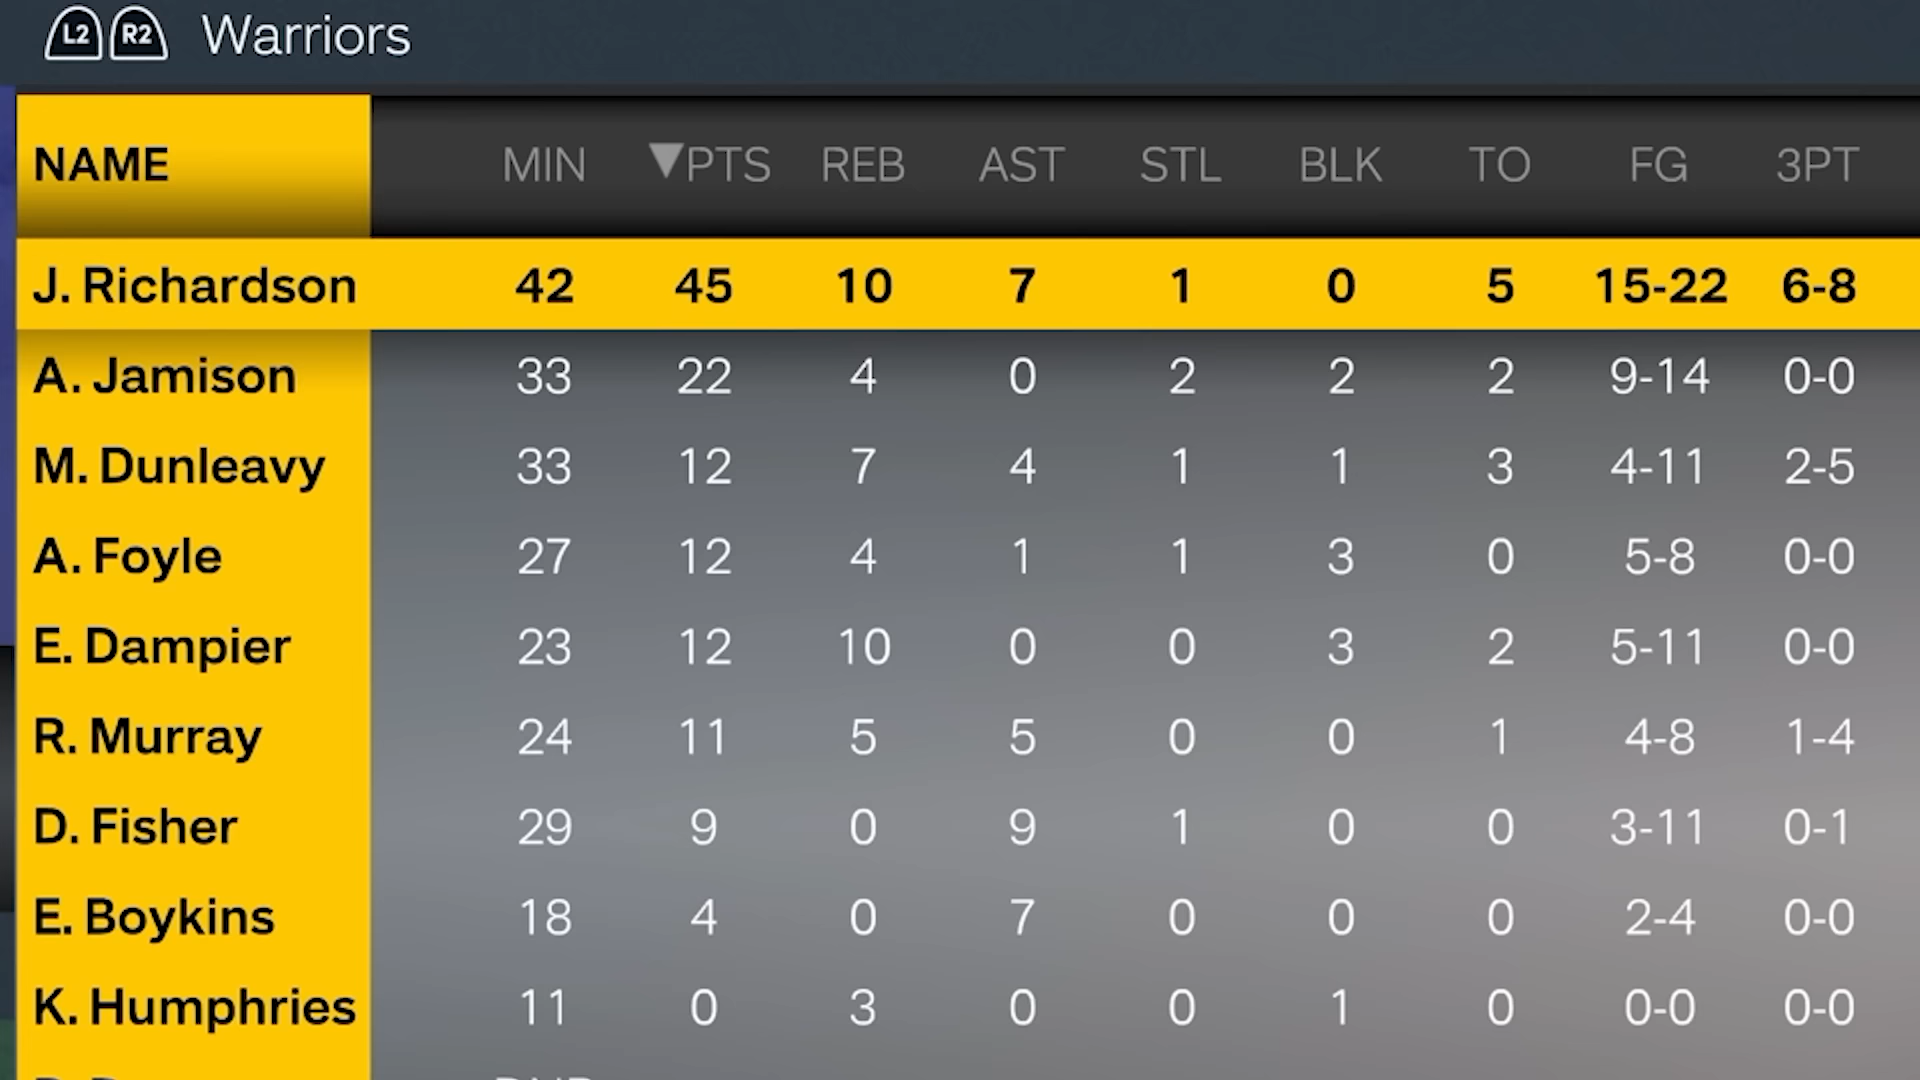 L2 R2 Warriors
NAME MIN ▼PTS REB AST STL BLK TO FG 3PT
J. Richardson 42 45 10 7 1 0 5 15-22 6-8
A. Jamison 33 22 4 0 2 2 2 9-14 0-0
M. Dunleavy 33 12 7 4 1 1 3 4-11 2-5
A. Foyle 27 12 4 1 1 3 0 5-8 0-0
E. Dampier 23 12 10 0 0 3 2 5-11 0-0
R. Murray 24 11 5 5 0 0 1 4-8 1-4
D. Fisher 29 9 0 9 1 0 0 3-11 0-1
E. Boykins 18 4 0 7 0 0 0 2-4 0-0
K. Humphries 11 0 3 0 0 1 0 0-0 0-0